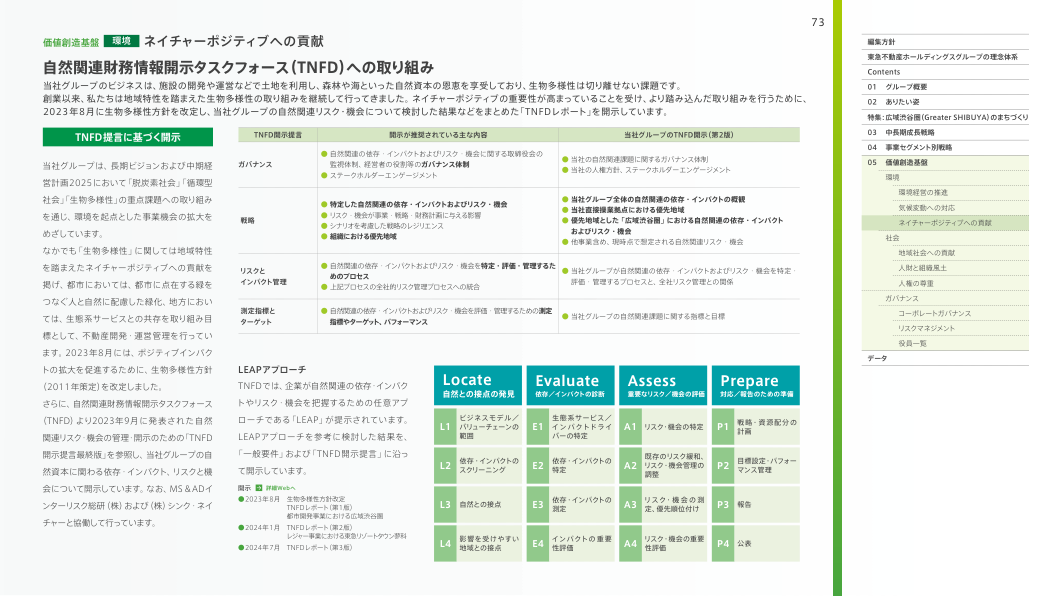 73
価値創造基盤 環境 ネイチャーポジティブへの貢献
自然関連財務情報開示タスクフォース（TNFD）への取り組み
当社グループのビジネスは、施設の開発や運営などで土地を利用し、森林や海といった自然資本の恩恵を享受しており、生物多様性は切り離せない課題です。
創業以来、私たちは地域特性を踏まえた生物多様性の取り組みを継続して行ってきました。ネイチャーポジティブの重要性が高まっていることを受け、より踏み込んだ取り組みを行うために、
2023年8月に生物多様性方針を改定し、当社グループの自然関連リスク・機会について検討した結果などをまとめた「TNFDレポート」を開示しています。
TNFD提言に基づく開示
当社グループは、長期ビジョンおよび中期経
営計画2025において「脱炭素社会」「循環型
社会」「生物多様性」の重点課題への取り組み
を通じ、環境を起点とした事業機会の拡大を
めざしています。
なかでも「生物多様性」に関しては地域特性
を踏まえたネイチャーポジティブへの貢献を
掲げ、都市においては、都市に点在する緑を
つなぐ人と自然に配慮した緑化、地方におい
ては、生態系サービスとの共存を取り組み目
標として、不動産開発・運営管理を行ってい
ます。2023年8月には、ポジティブインパク
トの拡大を促進するために、生物多様性方針
（2011年策定）を改定しました。
さらに、自然関連財務情報開示タスクフォース
（TNFD）より2023年9月に発表された自然
関連リスク・機会の管理・開示のための「TNFD
開示提言最終版」を参照し、当社グループの自
然資本に関わる依存・インパクト、リスクと機
会について開示しています。なお、MS＆ADイ
ンターリスク総研（株）および（株）シンク・ネイ
チャーと協働して行っています。
TNFD開示提言 開示が推奨されている主な内容 当社グループのTNFD開示（第2版）
ガバナンス
● 自然関連の依存・インパクトおよびリスク・機会に関する取締役会の
監視体制、経営者の役割等のガバナンス体制
● ステークホルダーエンゲージメント
● 当社の自然関連課題に関するガバナンス体制
● 当社の人権方針、ステークホルダーエンゲージメント
戦略
● 特定した自然関連の依存・インパクトおよびリスク・機会
● リスク・機会が事業・戦略・財務計画に与える影響
● シナリオを考慮した戦略のレジリエンス
● 組織における優先地域
● 当社グループ全体の自然関連の依存・インパクトの概観
● 当社直接操業拠点における優先地域
● 優先地域とした「広域渋谷圏」における自然関連の依存・インパクト
およびリスク・機会
● 他事業含め、現時点で想定される自然関連リスク・機会
リスクと
インパクト管理
● 自然関連の依存・インパクトおよびリスク・機会を特定・評価・管理するた
めのプロセス
● 上記プロセスの全社的リスク管理プロセスへの統合
● 当社グループが自然関連の依存・インパクトおよびリスク・機会を特定・
評価・管理するプロセスと、全社リスク管理との関係
測定指標と
ターゲット
● 自然関連の依存・インパクトおよびリスク・機会を評価・管理するための測定
指標やターゲット、パフォーマンス
● 当社グループの自然関連課題に関する指標と目標
LEAPアプローチ
TNFDでは、企業が自然関連の依存・インパク
トやリスク・機会を把握するための任意アプ
ローチである「LEAP」が提示されています。
LEAPアプローチを参考に検討した結果を、
「一般要件」および「TNFD開示提言」に沿っ
て開示しています。
開示 詳細Webへ
●2023年8月 生物多様性方針改定
TNFDレポート（第1版）
都市開発事業における広域渋谷圏
●2024年1月 TNFDレポート（第2版）
レジャー事業における東急リゾートタウン蓼科
●2024年7月 TNFDレポート（第3版）
Locate
自然との接点の発見
L1 ビジネスモデル／
バリューチェーンの
範囲
L2 依存・インパクトの
スクリーニング
L3 自然との接点
L4 影響を受けやすい
地域との接点
Evaluate
依存／インパクトの診断
E1 生態系サービス／
インパクトドライ
バーの特定
E2 依存・インパクトの
特定
E3 依存・インパクトの
測定
E4 インパクトの重要
性評価
Assess
重要なリスク／機会の評価
A1 リスク・機会の特定
A2 既存のリスク緩和、
リスク・機会管理の
調整
A3 リスク・機会の測
定、優先順位付け
A4 リスク・機会の重要
性評価
Prepare
対応／報告のための準備
P1 戦略・資源配分の
計画
P2 目標設定・パフォー
マンス管理
P3 報告
P4 公表
編集方針
東急不動産ホールディングスグループの理念体系
Contents
01 グループ概要
02 ありたい姿
特集：広域渋谷圏（Greater SHIBUYA）のまちづくり
03 中長期成長戦略
04 事業セグメント別戦略
05 価値創造基盤
環境
環境経営の推進
気候変動への対応
ネイチャーポジティブへの貢献
社会
地域社会への貢献
人財と組織風土
人権の尊重
ガバナンス
コーポレートガバナンス
リスクマネジメント
役員一覧
データ